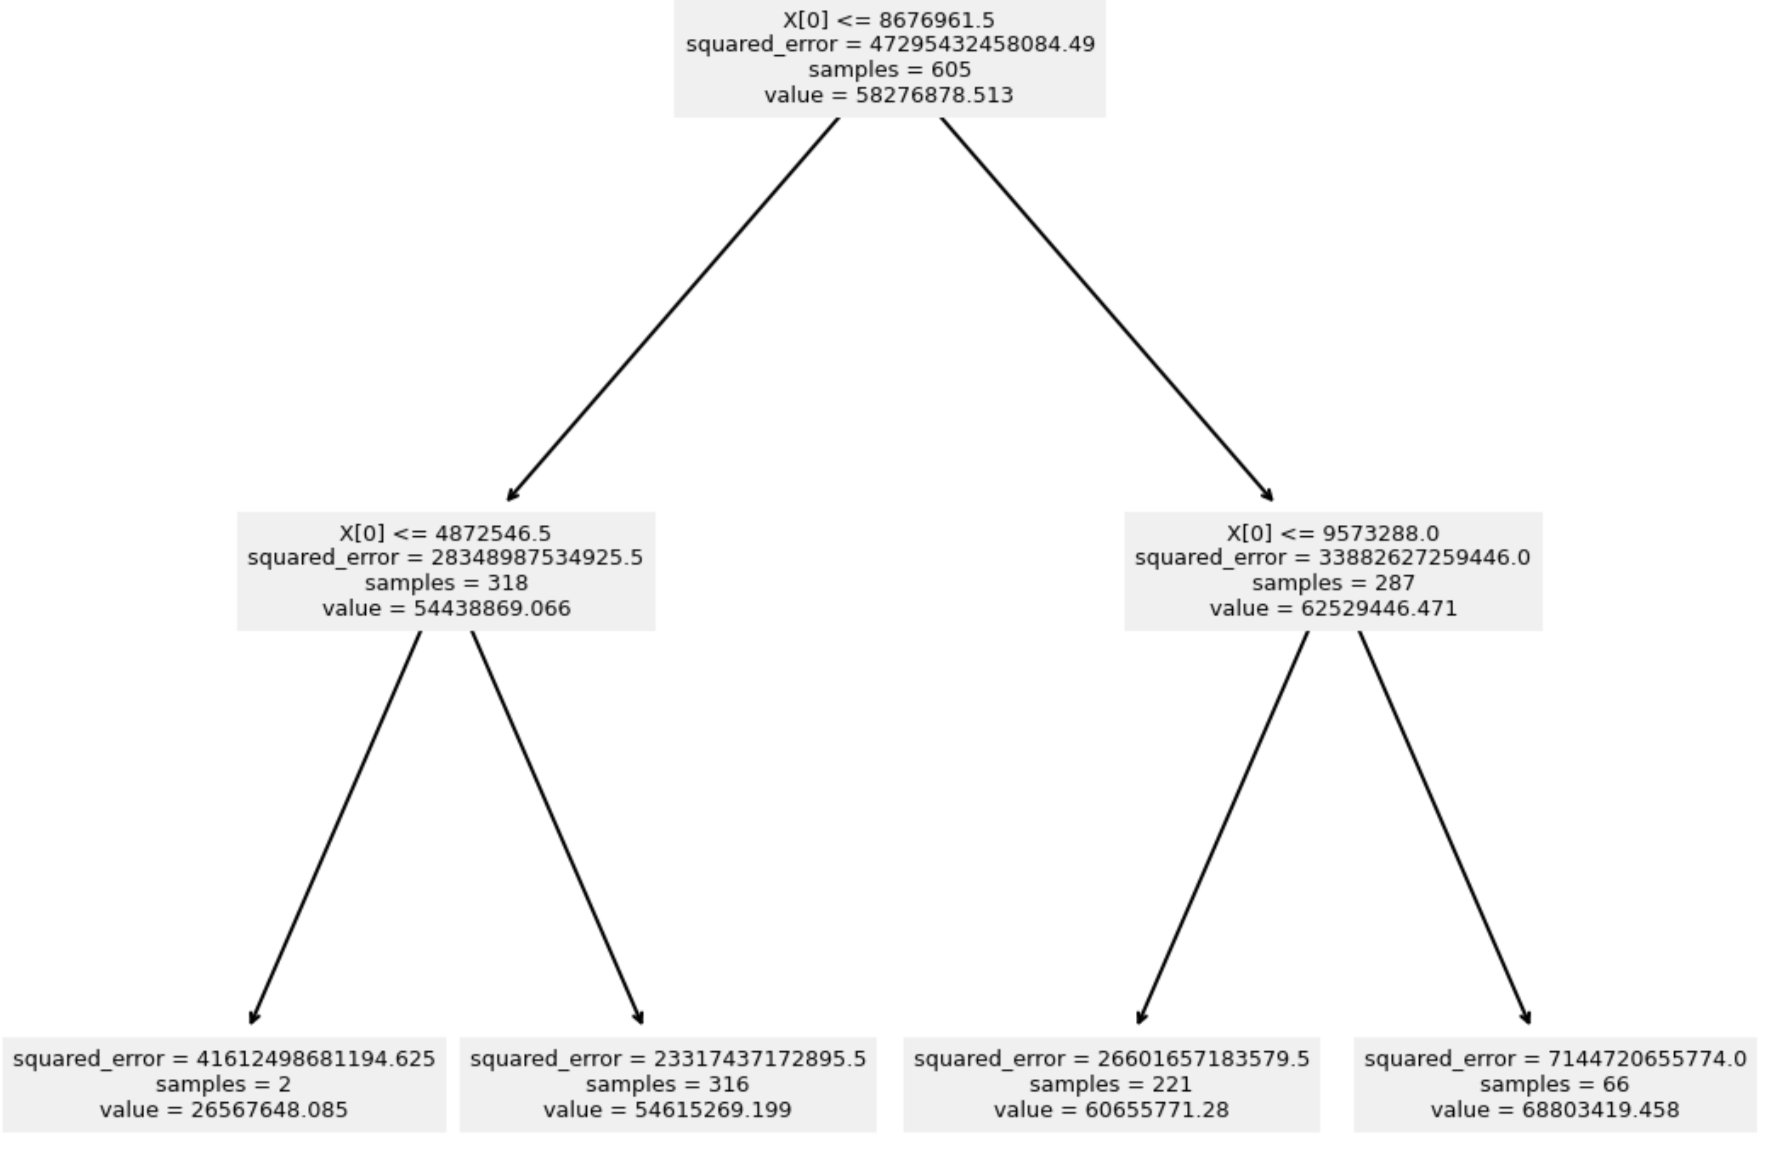 X[0] <= 8676961.5
squared_error = 47295432458084.49
samples = 605
value = 58276878.513
X[0] <= 4872546.5
squared_error = 28348987534925.5
samples = 318
value = 54438869.066
X[0] <= 9573288.0
squared_error = 33882627259446.0
samples = 287
value = 62529446.471
squared_error = 41612498681194.625
samples = 2
value = 26567648.085
squared_error = 23317437172895.5
samples = 316
value = 54615269.199
squared_error = 26601657183579.5
samples = 221
value = 60655771.28
squared_error = 7144720655774.0
samples = 66
value = 68803419.458